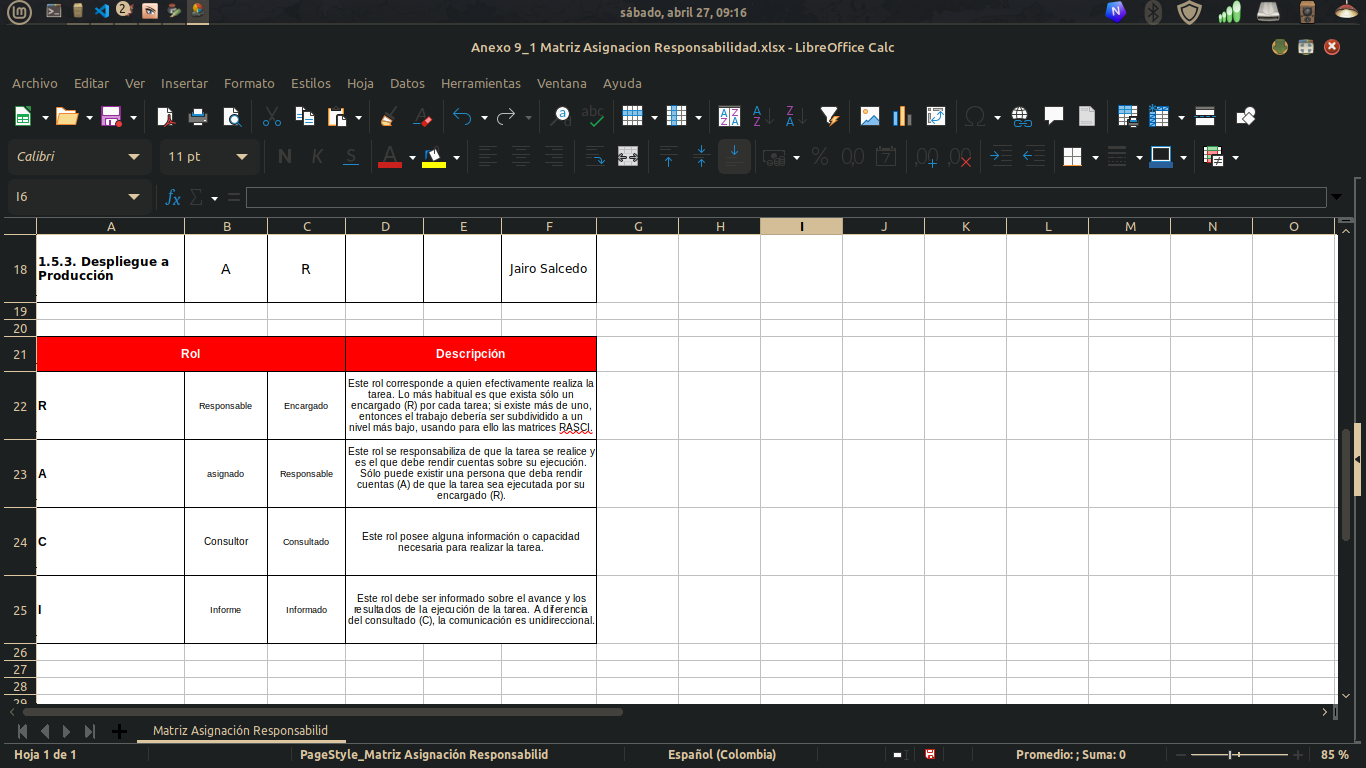 2
sábado, abril 27, 09:16
N
Anexo 9_1 Matriz Asignacion Responsabilidad.xlsx - LibreOffice Calc
Archivo Editar Ver Insertar Formato Estilos Hoja Datos Herramientas Ventana Ayuda
Calibri 11 pt N K S A
I6 fx Σ =
A B C D E F G H I J K L M N O
18 1.5.3. Despliegue a
Producción A R Jairo Salcedo
19
20
21 Rol Descripción
22 R Responsable Encargado Este rol corresponde a quien efectivamente realiza la
tarea. Lo más habitual es que exista sólo un
encargado (R) por cada tarea; si existe más de uno,
entonces el trabajo debería ser subdividido a un
nivel más bajo, usando para ello las matrices RASCI.
23 A asignado Responsable Este rol se responsabiliza de que la tarea se realice y
es el que debe rendir cuentas sobre su ejecución.
Sólo puede existir una persona que deba rendir
cuentas (A) de que la tarea sea ejecutada por su
encargado (R).
24 C Consultor Consultado Este rol posee alguna información o capacidad
necesaria para realizar la tarea.
25 I Informe Informado Este rol debe ser informado sobre el avance y los
resultados de la ejecución de la tarea. A diferencia
del consultado (C), la comunicación es unidireccional.
26
27
28
29
Matriz Asignación Responsabilid
Hoja 1 de 1 PageStyle_Matriz Asignación Responsabilid Español (Colombia) Promedio: ; Suma: 0 85 %